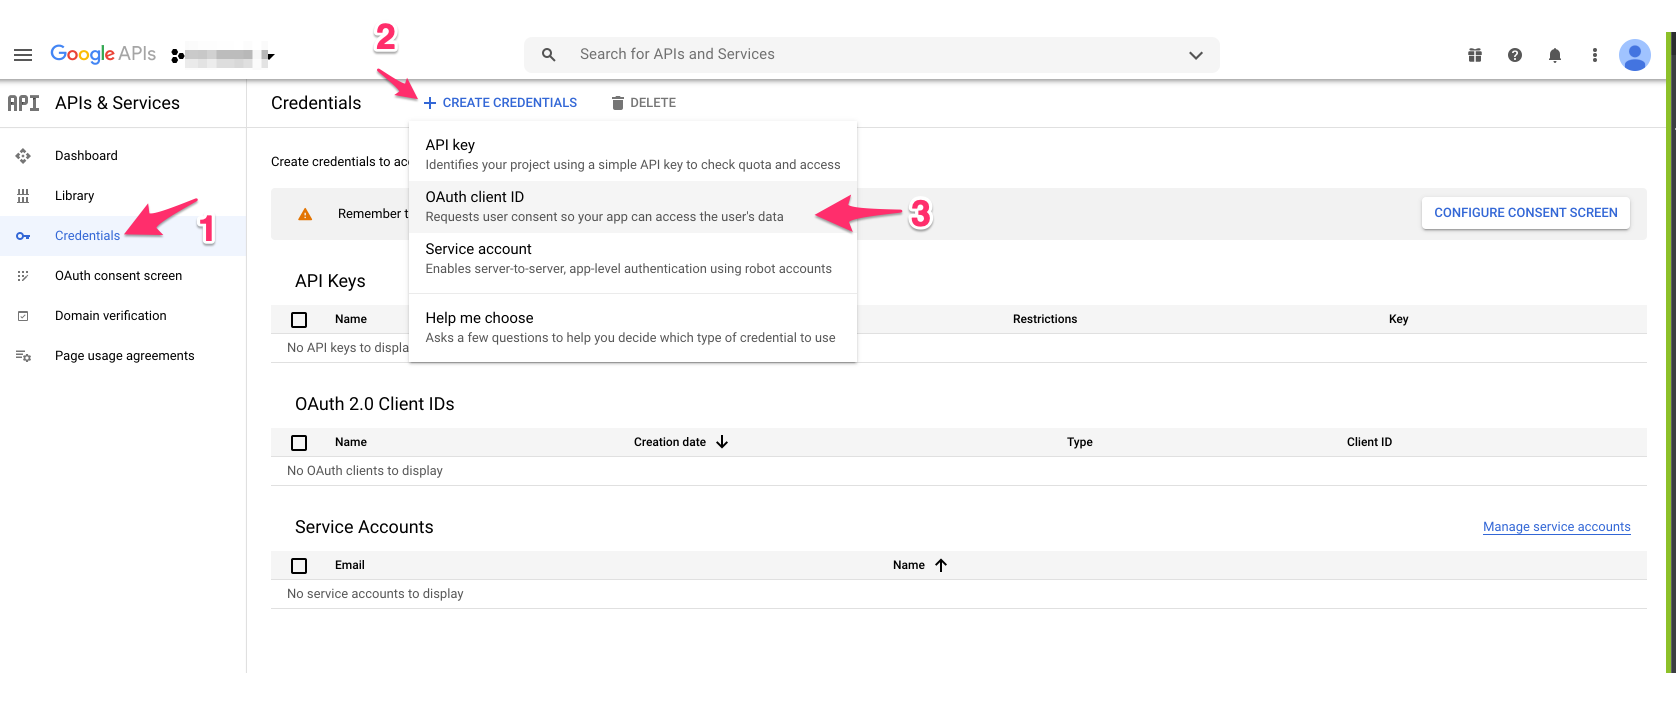 2
Google APIs
Search for APIs and Services
API APIs & Services
Credentials
CREATE CREDENTIALS
DELETE
Dashboard
Library
Credentials
1
OAuth consent screen
Domain verification
Page usage agreements
API key
Identifies your project using a simple API key to check quota and access
OAuth client ID
Requests user consent so your app can access the user's data
3
Service account
Enables server-to-server, app-level authentication using robot accounts
Help me choose
Asks a few questions to help you decide which type of credential to use
Create credentials to ac
Remember t
CONFIGURE CONSENT SCREEN
API Keys
Name Restrictions Key
No API keys to displa
OAuth 2.0 Client IDs
Name Creation date Type Client ID
No OAuth clients to display
Service Accounts
Manage service accounts
Email Name
No service accounts to display